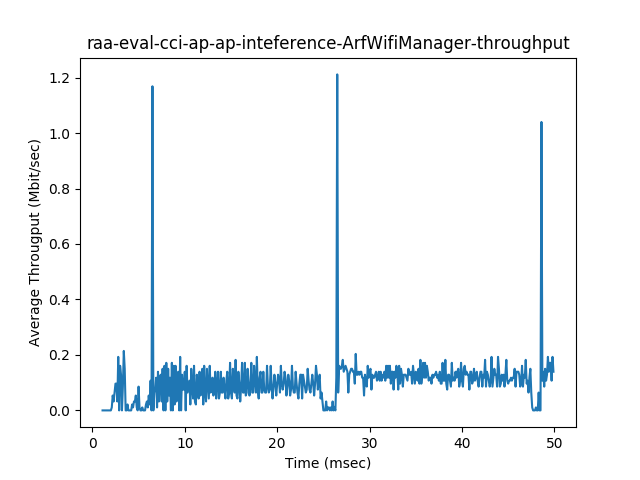 raa-eval-cci-ap-ap-inteference-ArfWifiManager-throughput
1.2
1.0
0.8
0.6
0.4
0.2
0.0
Average Througput (Mbit/sec)
0 10 20 30 40 50
Time (msec)